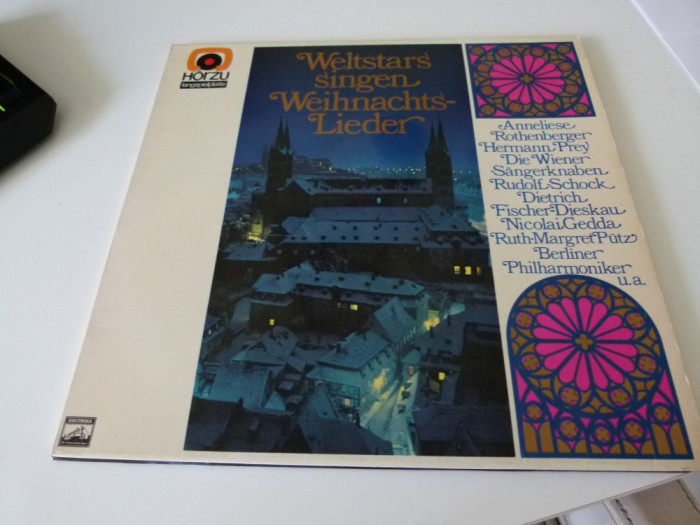 HÖRZU
langspielplatte
Weltstars
singen
Weihnachts-
Lieder
Anneliese
Rothenberger
Hermann Prey
Die Wiener
Sängerknaben
Rudolf Schock
Dietrich
Fischer-Dieskau
Nicolai Gedda
Ruth-Margret Pütz
Berliner
Philharmoniker
u.a.
ELECTROLA